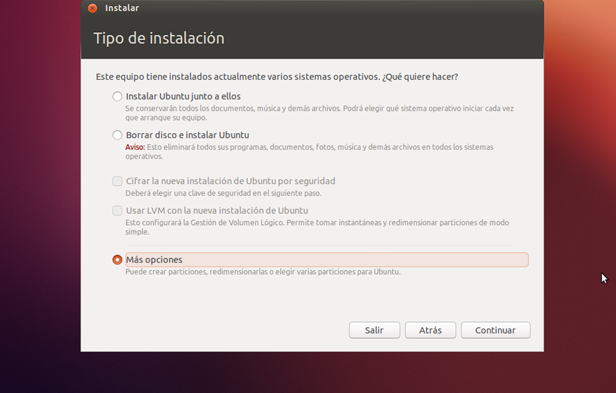 Instalar
Tipo de instalación
Este equipo tiene instalados actualmente varios sistemas operativos. ¿Qué quiere hacer?
Instalar Ubuntu junto a ellos
Se conservarán todos los documentos, música y demás archivos. Podrá elegir qué sistema operativo iniciar cada vez
que arranque su equipo.
Borrar disco e instalar Ubuntu
Aviso: Esto eliminará todos sus programas, documentos, fotos, música y demás archivos en todos los sistemas
operativos.
Cifrar la nueva instalación de Ubuntu por seguridad
Deberá elegir una clave de seguridad en el siguiente paso.
Usar LVM con la nueva instalación de Ubuntu
Esto configurará la Gestión de Volumen Lógico. Permite tomar instantáneas y redimensionar particiones de modo
simple.
Más opciones
Puede crear particiones, redimensionarlas o elegir varias particiones para Ubuntu.
Salir Atrás Continuar